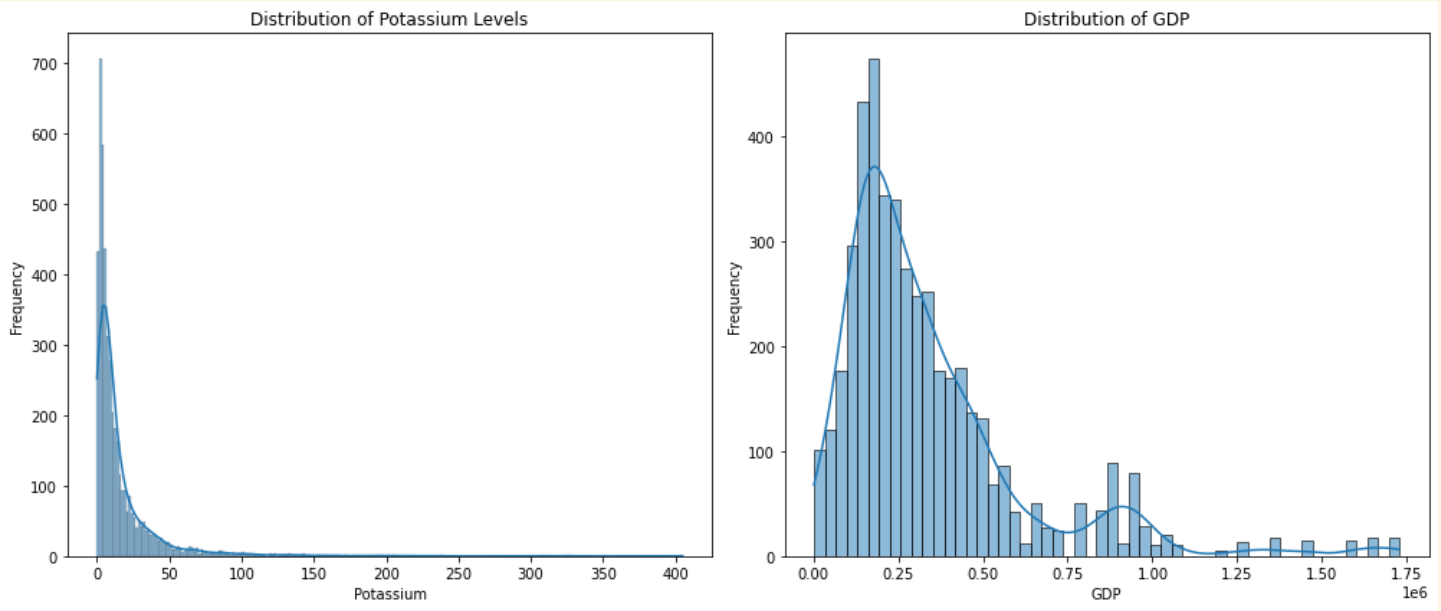 Distribution of Potassium Levels
700
600
500
400
300
200
100
0
Frequency
0 50 100 150 200 250 300 350 400
Potassium
Distribution of GDP
400
300
200
100
0
Frequency
0.00 0.25 0.50 0.75 1.00 1.25 1.50 1.75
1e6
GDP